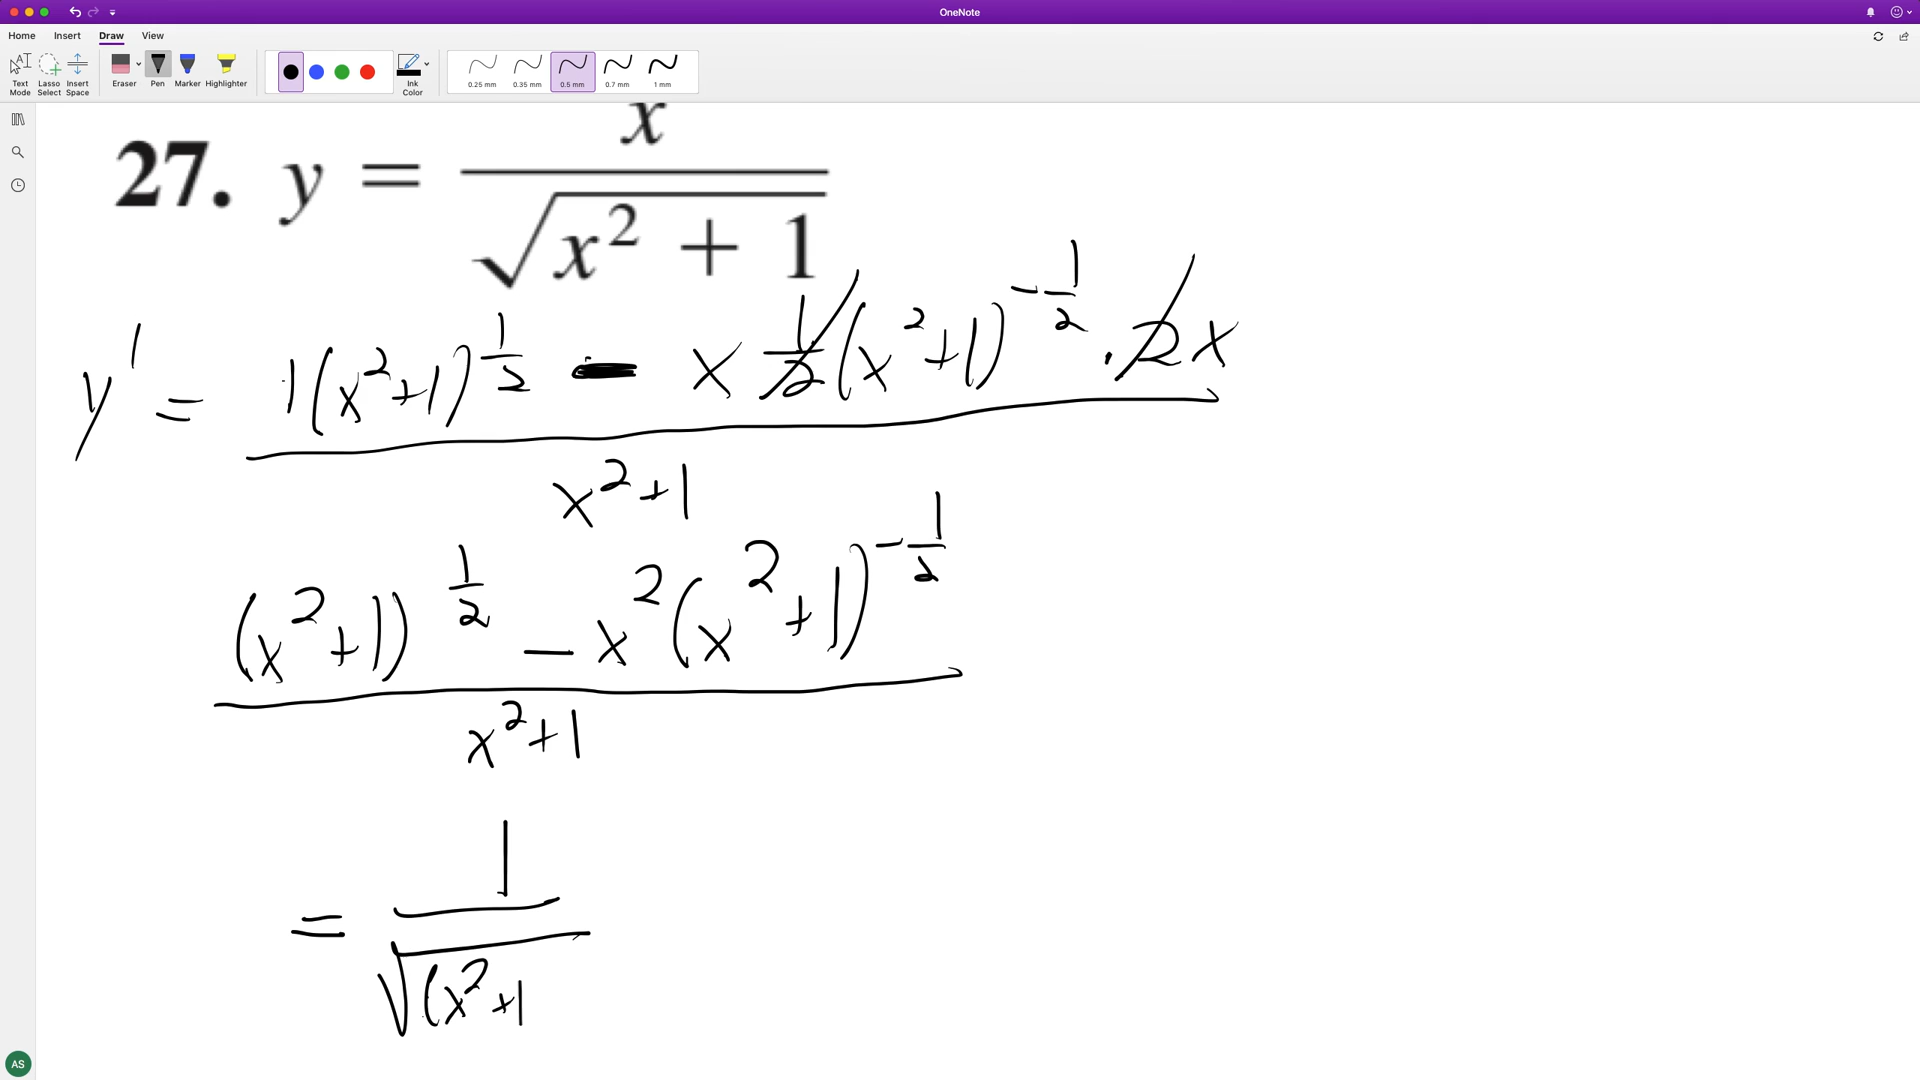 OneNote
Home Insert Draw View
Text Mode Lasso Select Insert Space Eraser Pen Marker Highlighter Ink Color 0.25 mm 0.35 mm 0.5 mm 0.7 mm 1 mm
27. y = x / √(x² + 1)
y' = (1(x²+1)^(1/2) - x 1/2 (x²+1)^(-1/2) · 2x) / (x²+1)
((x²+1))^(1/2) - x²(x²+1)^(-1/2) / (x²+1)
= 1 / √((x²+1
AS